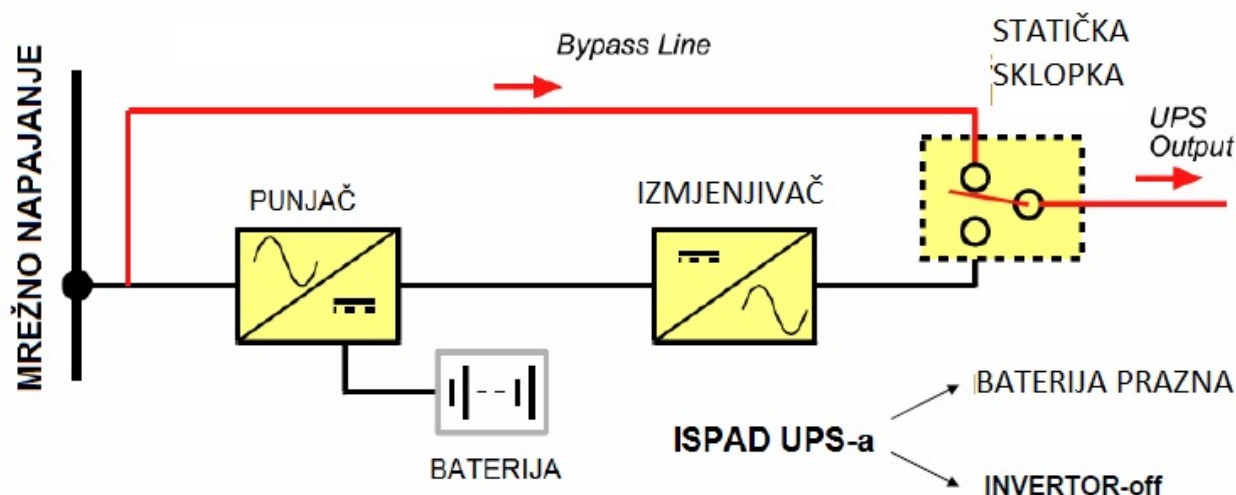 MREŽNO NAPAJANJE
Bypass Line
STATIČKA
SKLOPKA
UPS
Output
PUNJAČ
IZMJENJIVAČ
BATERIJA
ISPAD UPS-a
BATERIJA PRAZNA
INVERTOR-off